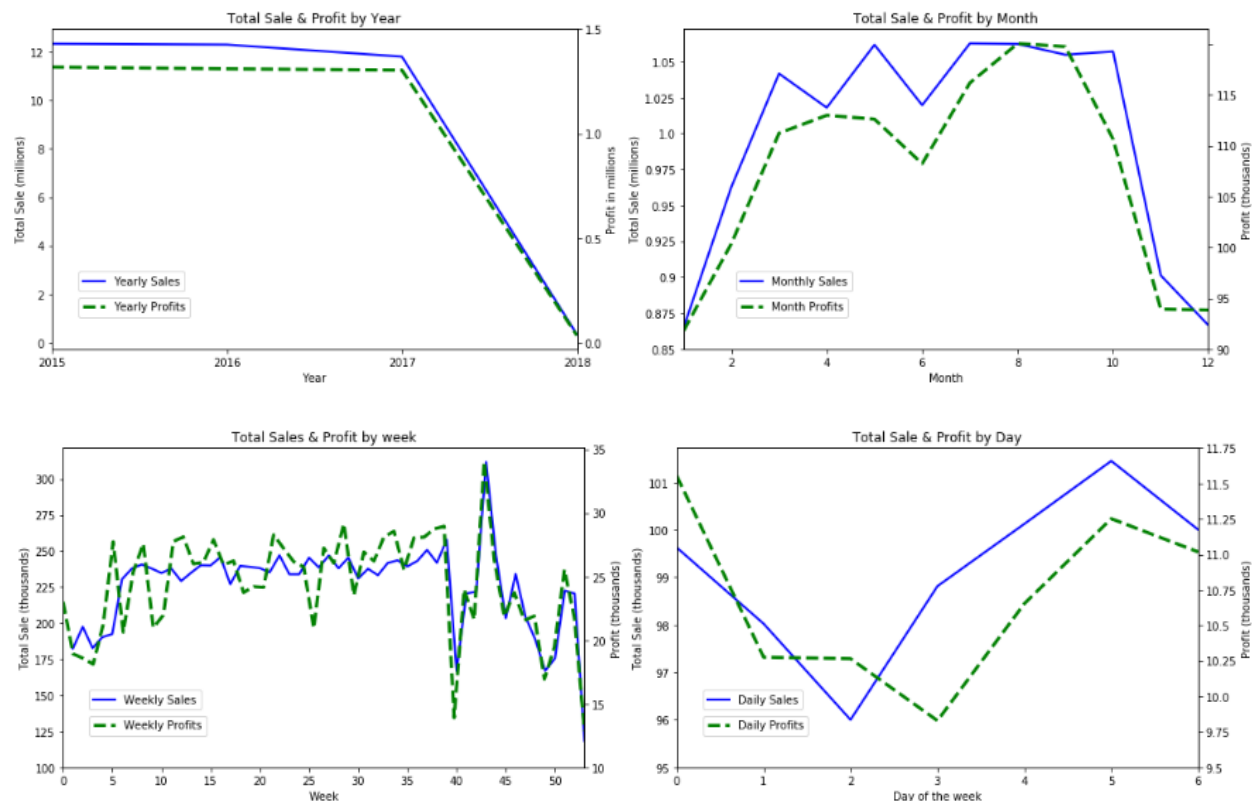 Total Sale & Profit by Year
Total Sale (millions)
12
10
8
6
4
2
0
1.5
1.0
0.5
0.0
Profit in millions
Yearly Sales
Yearly Profits
2015 2016 2017 2018
Year
Total Sale & Profit by Month
Total Sale (millions)
1.05
1.025
1.0
0.975
0.95
0.925
0.9
0.875
0.85
115
110
105
100
95
90
Profit (thousands)
Monthly Sales
Month Profits
2 4 6 8 10 12
Month
Total Sales & Profit by week
Total Sale (thousands)
300
275
250
225
200
175
150
125
100
35
30
25
20
15
10
Profit (thousands)
Weekly Sales
Weekly Profits
0 5 10 15 20 25 30 35 40 45 50
Week
Total Sale & Profit by Day
Total Sale (thousands)
101
100
99
98
97
96
95
11.75
11.5
11.25
11.0
10.75
10.5
10.25
10.0
9.75
9.5
Profit (thousands)
Daily Sales
Daily Profits
0 1 2 3 4 5 6
Day of the week